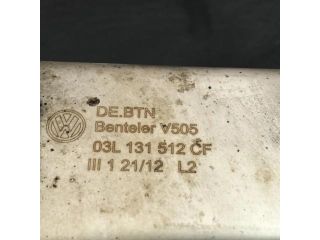 DE.BTN
Benteler V505
03L 131 512 CF
III 1 21/12 L2